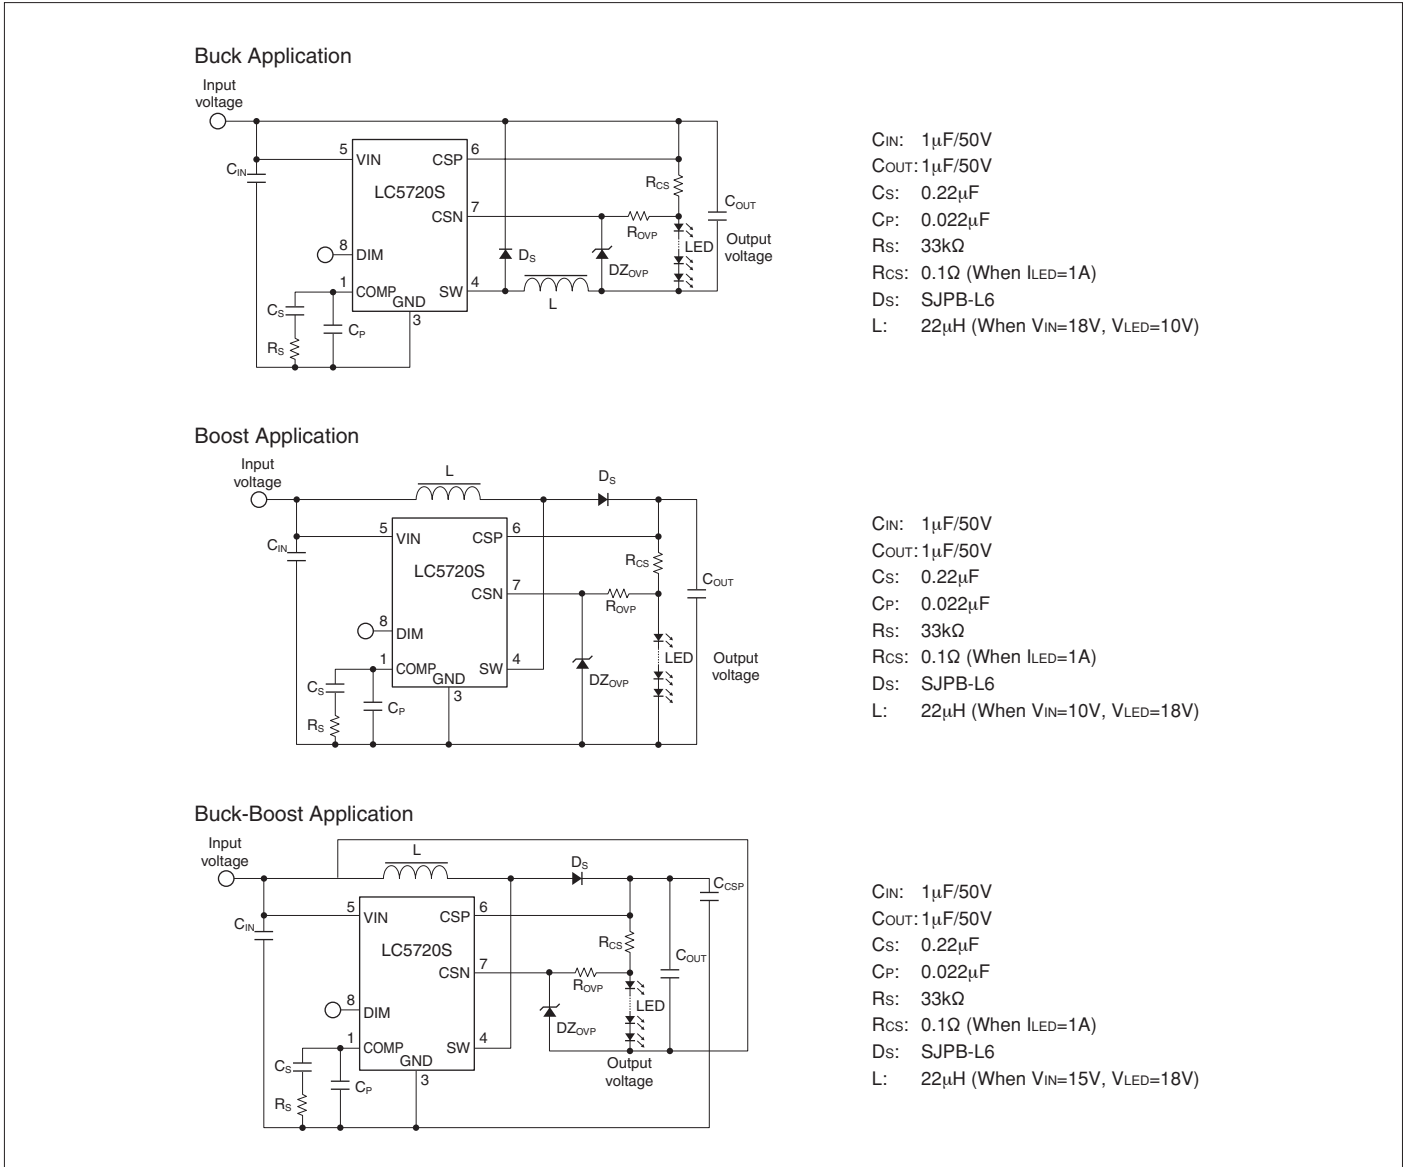 Buck Application
Input
voltage
5
VIN
CSP
6
CIN
LC5720S
RCS
COUT
CSN
7
ROVP
LED
Output
voltage
8
DIM
DS
DZOVP
1
COMP
SW
4
GND
3
L
CS
CP
RS
CIN: 1µF/50V
COUT: 1µF/50V
CS: 0.22µF
CP: 0.022µF
RS: 33kΩ
RCS: 0.1Ω (When ILED=1A)
DS: SJPB-L6
L: 22µH (When VIN=18V, VLED=10V)
Boost Application
Input
voltage
L
DS
5
VIN
CSP
6
CIN
LC5720S
RCS
COUT
CSN
7
ROVP
8
DIM
LED
Output
voltage
1
COMP
SW
4
GND
3
DZOVP
CS
CP
RS
CIN: 1µF/50V
COUT: 1µF/50V
CS: 0.22µF
CP: 0.022µF
RS: 33kΩ
RCS: 0.1Ω (When ILED=1A)
DS: SJPB-L6
L: 22µH (When VIN=10V, VLED=18V)
Buck-Boost Application
Input
voltage
L
DS
CCSP
5
VIN
CSP
6
CIN
LC5720S
RCS
COUT
CSN
7
ROVP
8
DIM
LED
DZOVP
1
COMP
SW
4
GND
3
Output
voltage
CS
CP
RS
CIN: 1µF/50V
COUT: 1µF/50V
CS: 0.22µF
CP: 0.022µF
RS: 33kΩ
RCS: 0.1Ω (When ILED=1A)
DS: SJPB-L6
L: 22µH (When VIN=15V, VLED=18V)